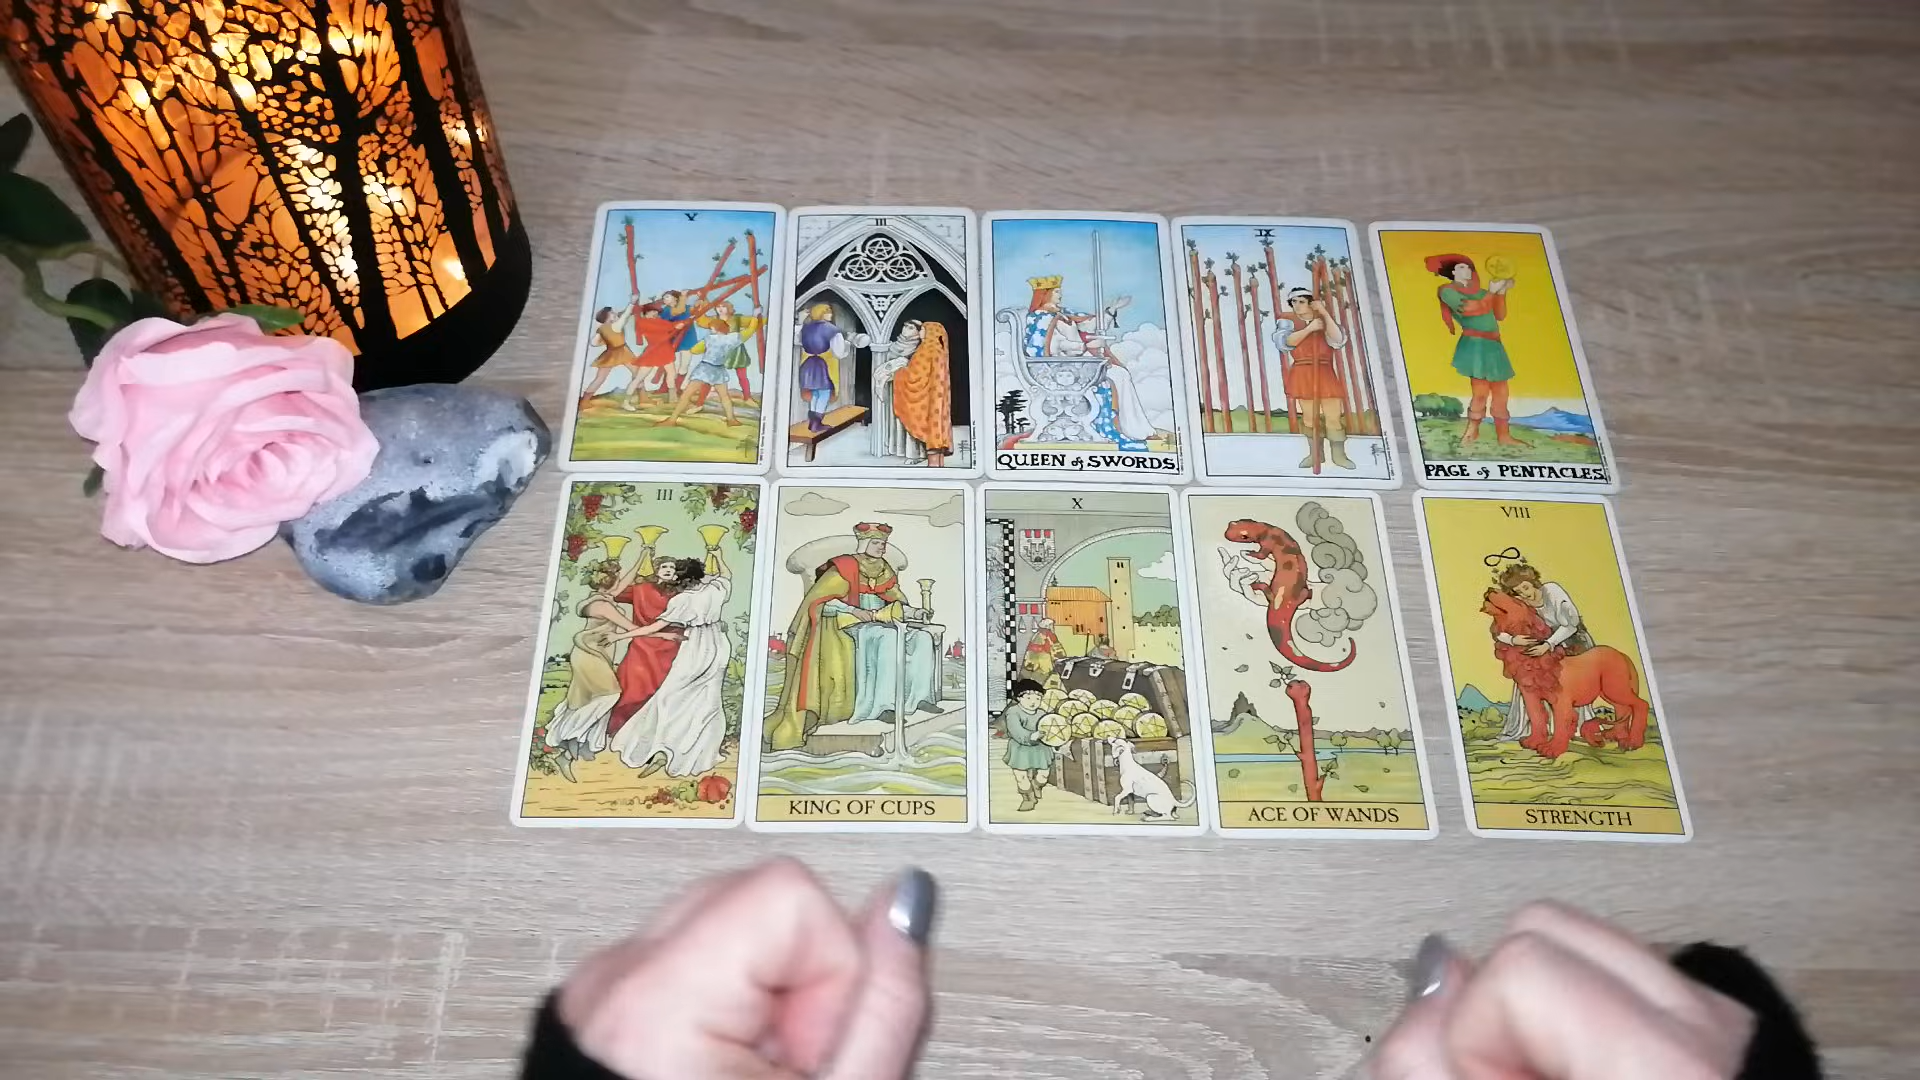 V
III
QUEEN of SWORDS
IX
PAGE of PENTACLES
III
KING OF CUPS
X
ACE OF WANDS
VIII
STRENGTH